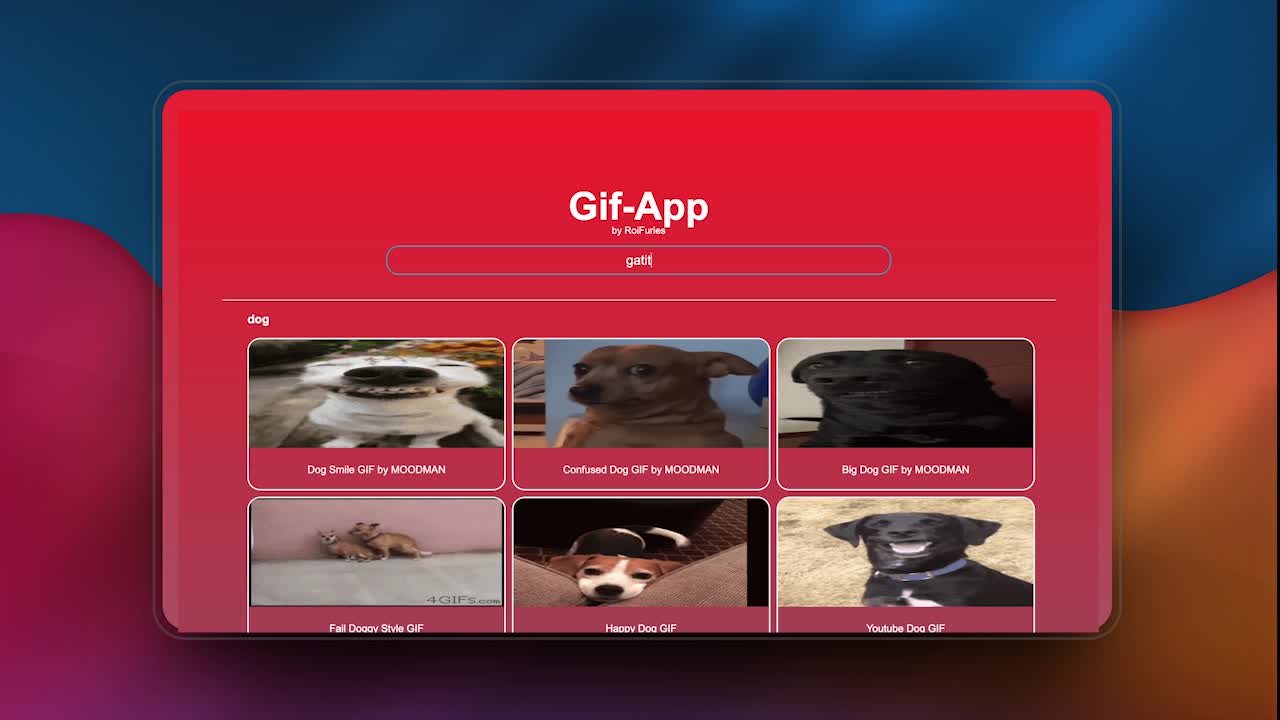 Gif-App
by RoiFuries
gatit
dog
Dog Smile GIF by MOODMAN
Confused Dog GIF by MOODMAN
Big Dog GIF by MOODMAN
4GIFs.com
Fail Doggy Style GIF
Happy Dog GIF
Youtube Dog GIF